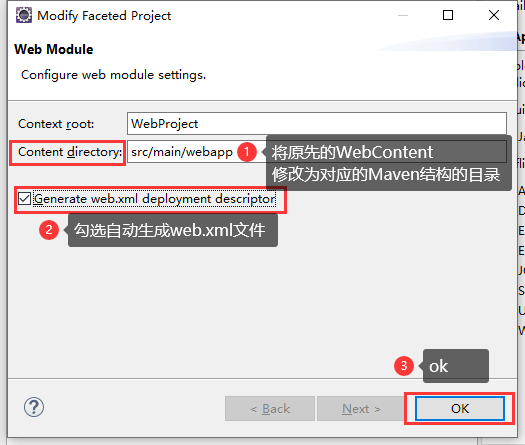 Modify Faceted Project
Web Module
Configure web module settings.
Context root:
WebProject
Content directory:
src/main/webapp
1
将原先的WebContent
修改为对应的Maven结构的目录
Generate web.xml deployment descriptor
2
勾选自动生成web.xml文件
3
ok
?
< Back
Next >
OK